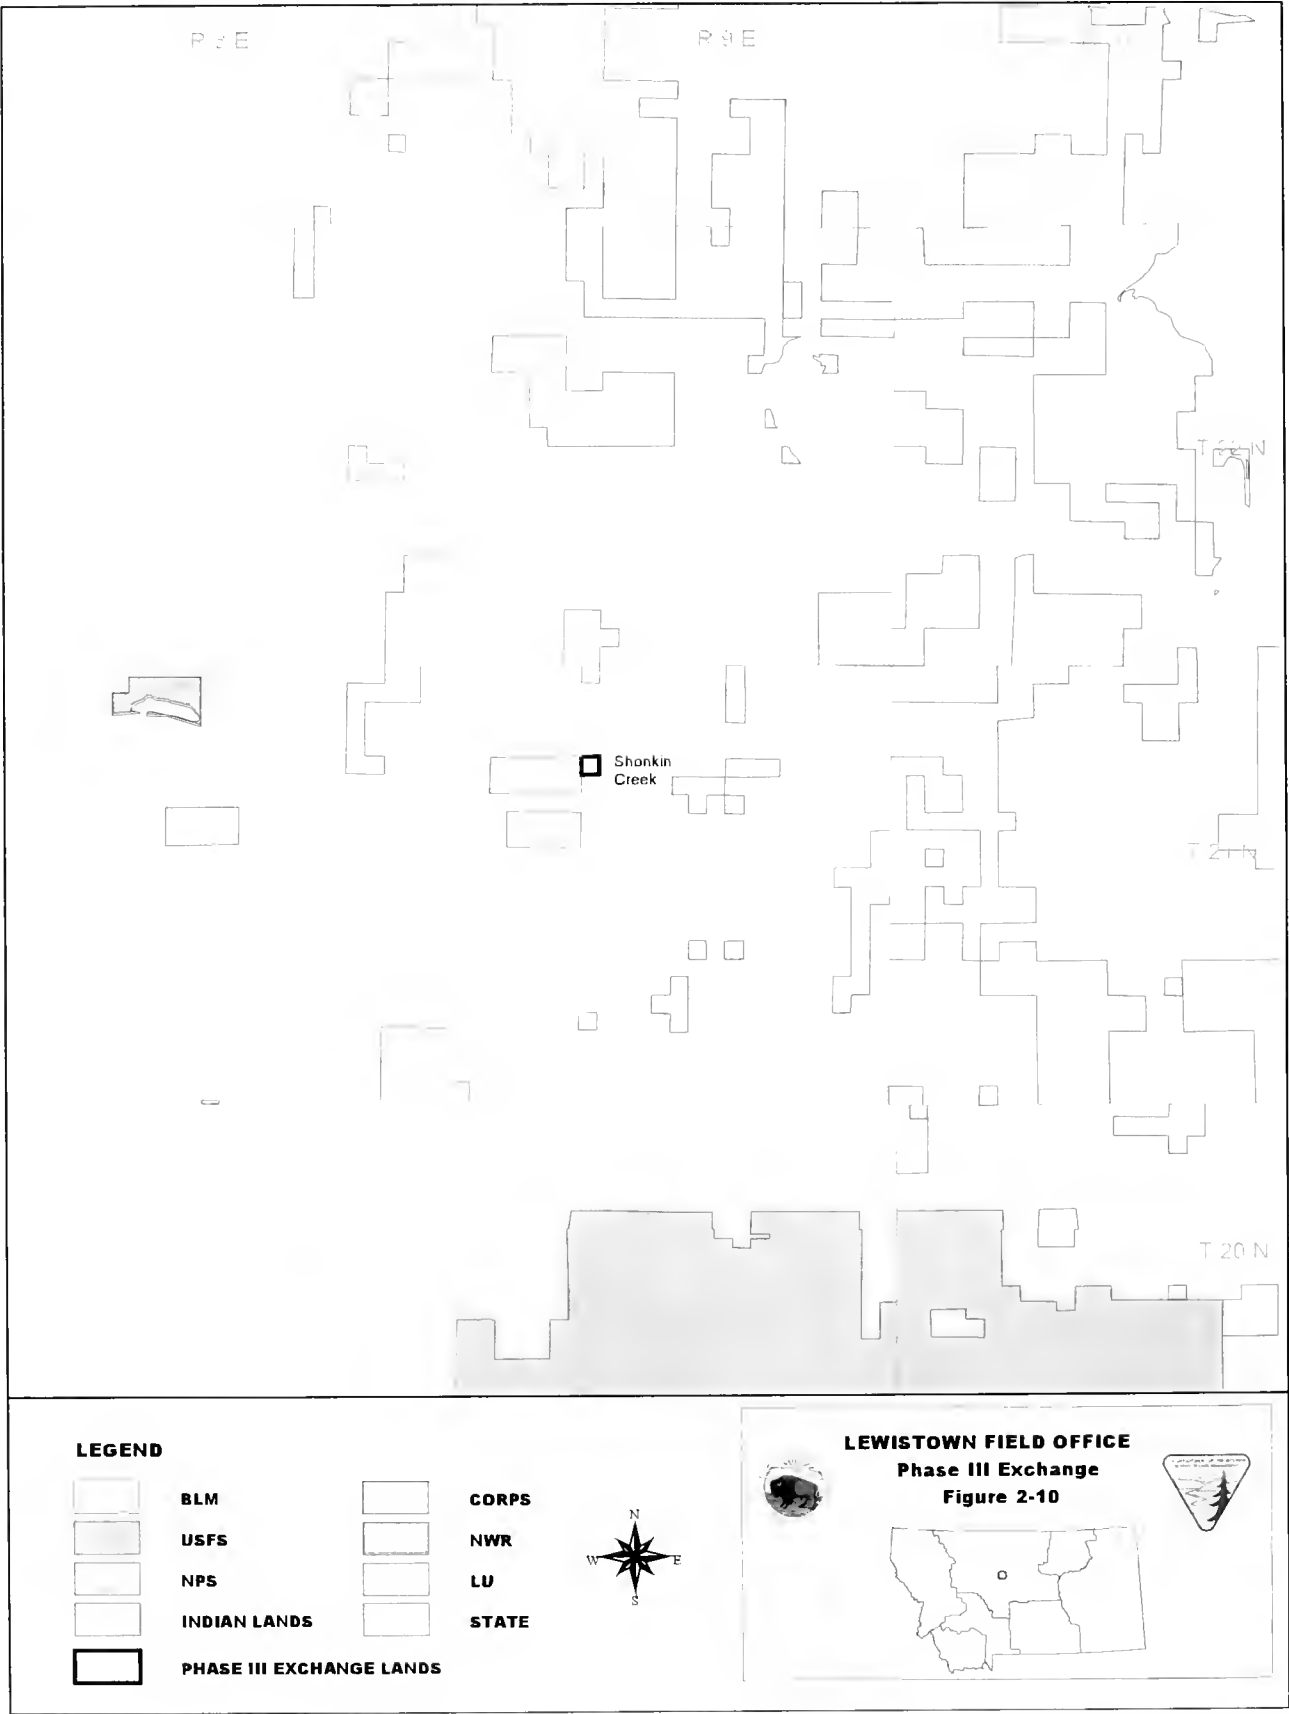 R 9 E
Shonkin
Creek
T 20 N
LEGEND
BLM
USFS
NPS
INDIAN LANDS
PHASE III EXCHANGE LANDS
CORPS
NWR
LU
STATE
N
W
E
S
LEWISTOWN FIELD OFFICE
Phase III Exchange
Figure 2-10